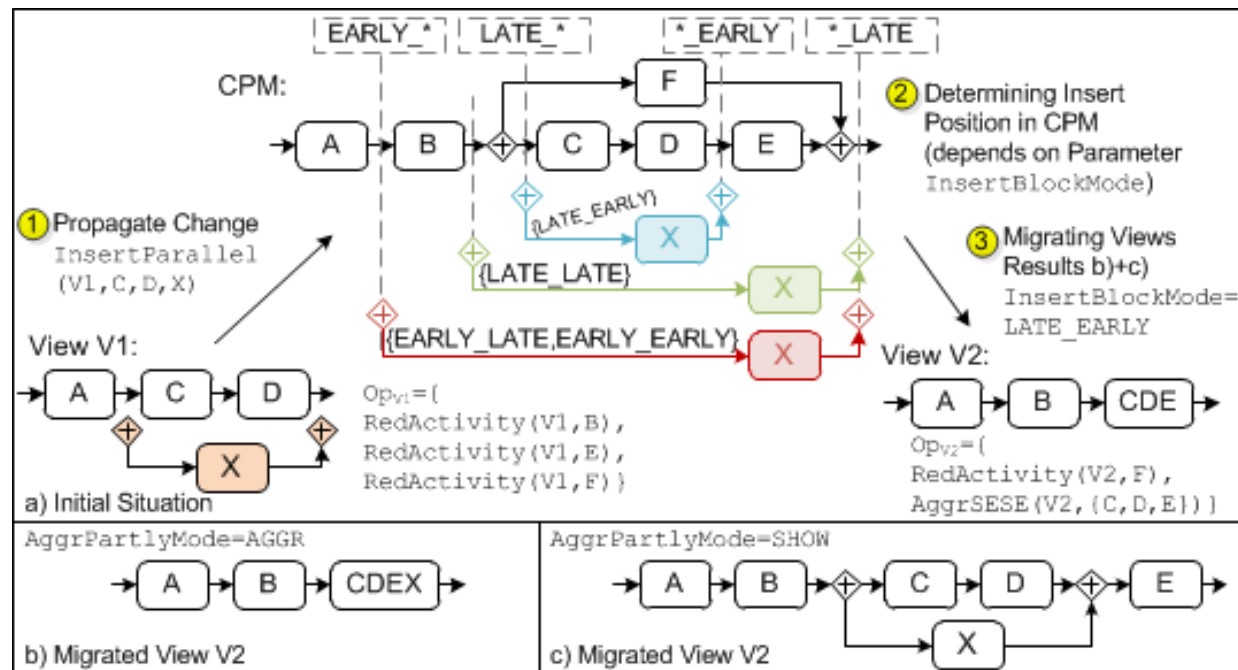 EARLY_* LATE_* *_EARLY *_LATE
CPM:
F
A B C D E
2 Determining Insert
Position in CPM
(depends on Parameter
InsertBlockMode)
{LATE_EARLY}
X
1 Propagate Change
InsertParallel
(V1,C,D,X)
{LATE_LATE}
X
3 Migrating Views
Results b)+c)
InsertBlockMode=
LATE_EARLY
{EARLY_LATE,EARLY_EARLY}
X
View V1:
A C D
X
Op_V1={
RedActivity(V1,B),
RedActivity(V1,E),
RedActivity(V1,F)}
View V2:
A B CDE
Op_V2={
RedActivity(V2,F),
AggrSESE(V2,{C,D,E})}
a) Initial Situation
AggrPartlyMode=AGGR
A B CDEX
b) Migrated View V2
AggrPartlyMode=SHOW
A B C D E
X
c) Migrated View V2